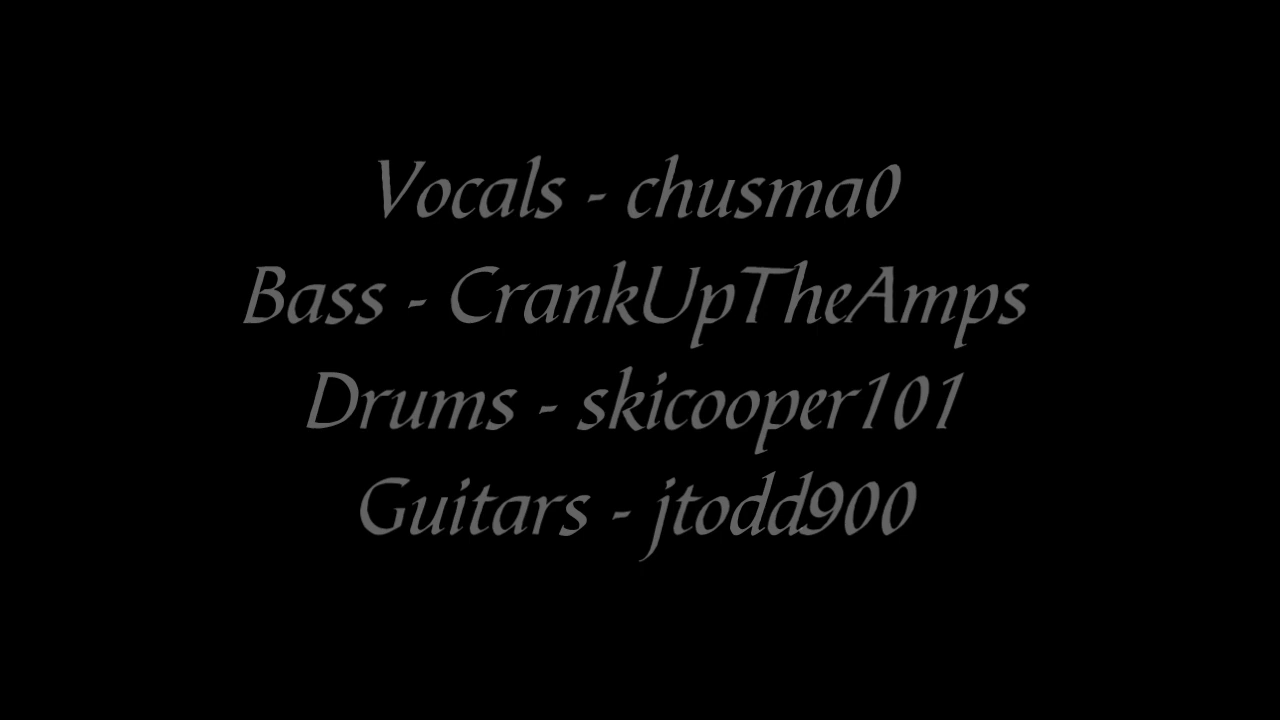 Vocals - chusma0
Bass - CrankUpTheAmps
Drums - skicooper101
Guitars - jtodd900